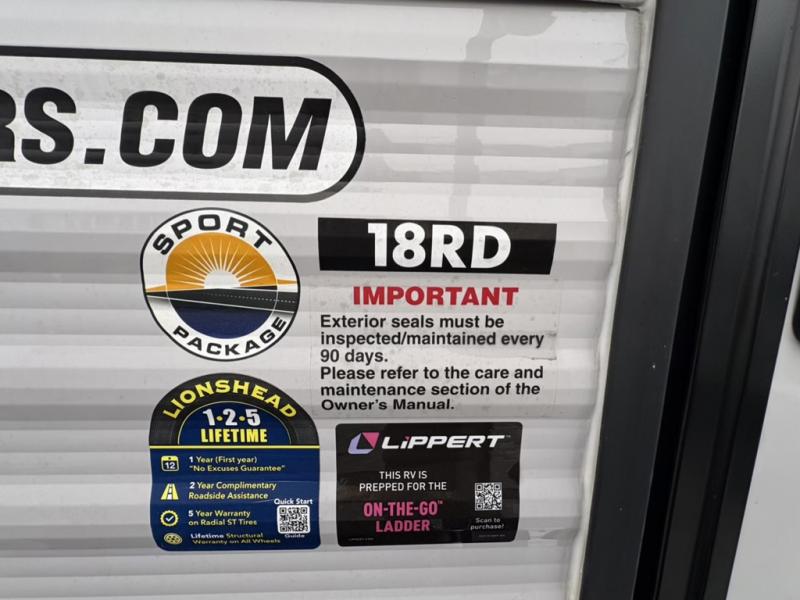 RS.COM
SPORT
PACKAGE
18RD
IMPORTANT
Exterior seals must be
inspected/maintained every
90 days.
Please refer to the care and
maintenance section of the
Owner's Manual.
LIONSHEAD
1•2•5
LIFETIME
12
1 Year (First year)
"No Excuses Guarantee"
2 Year Complimentary
Roadside Assistance
5 Year Warranty
on Radial ST Tires
Lifetime Structural
Warranty on All Wheels
Quick Start
Guide
LiPPERT™
THIS RV IS
PREPPED FOR THE
ON-THE-GO™
LADDER
Scan to
purchase!